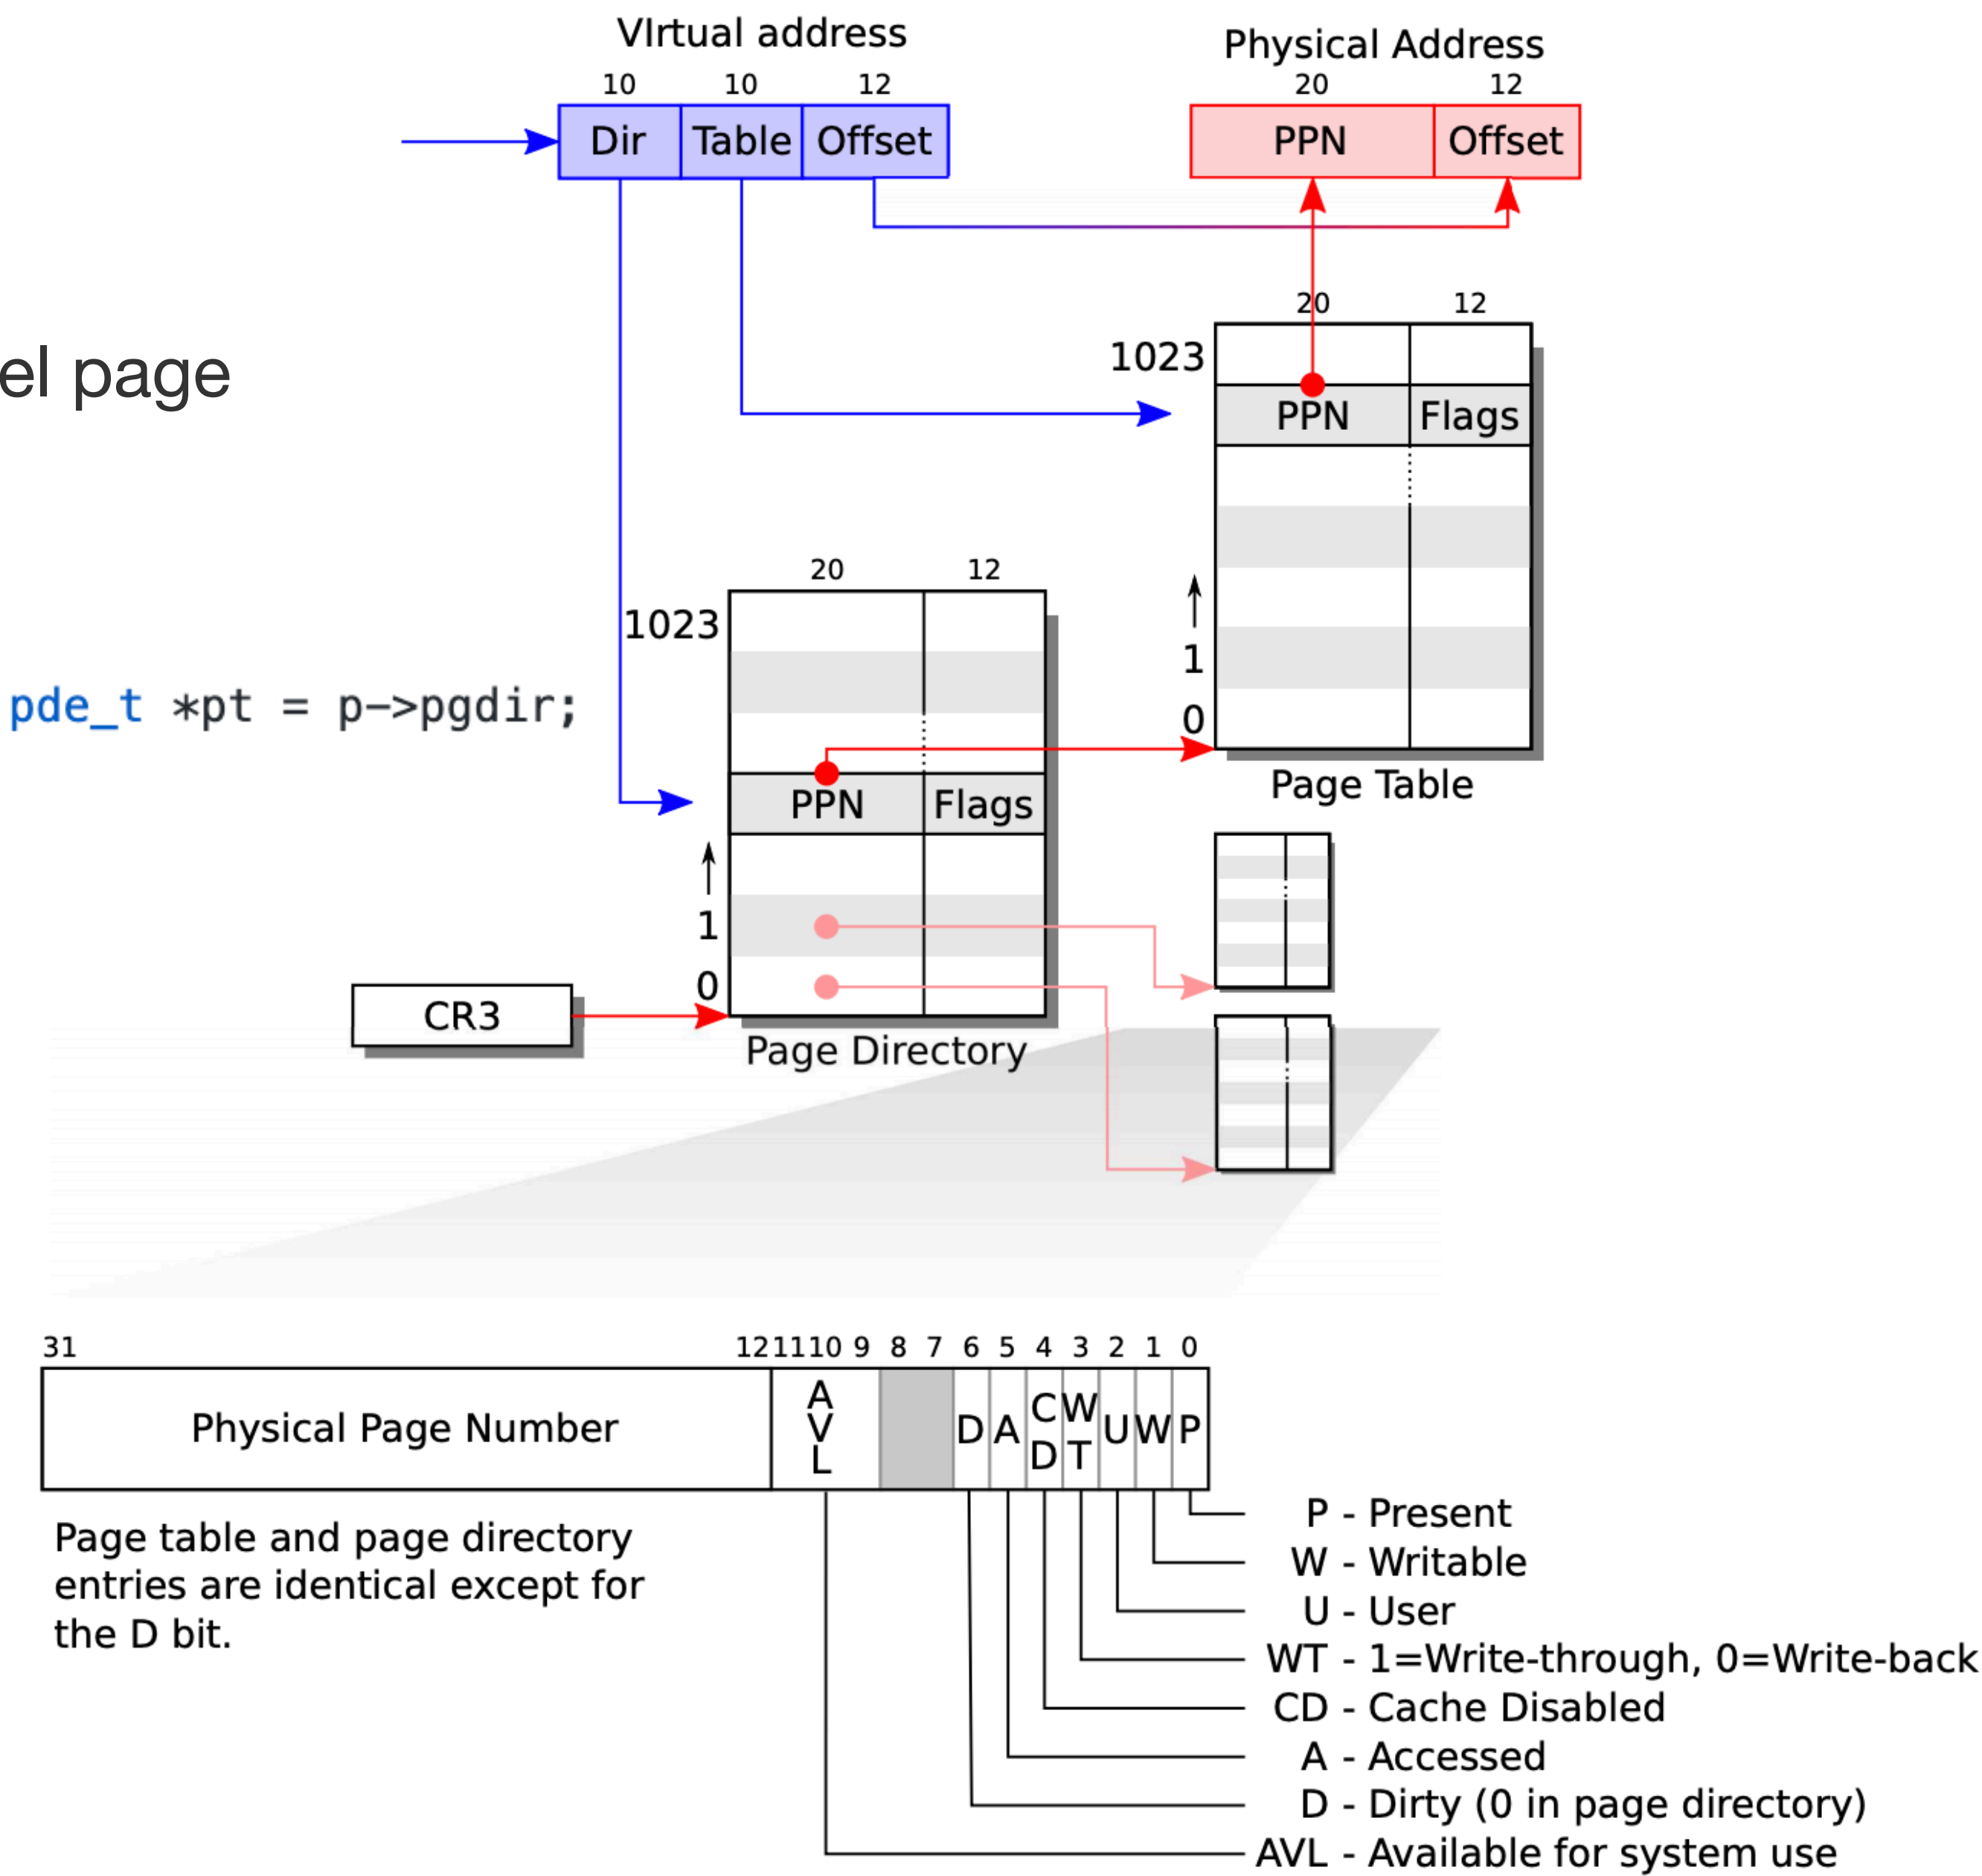 VIrtual address
10 10 12
Dir Table Offset
Physical Address
20 12
PPN Offset
el page
20 12
1023
PPN Flags
1
0
Page Table
pde_t *pt = p->pgdir;
20 12
1023
PPN Flags
1
0
Page Directory
CR3
31 12 11 10 9 8 7 6 5 4 3 2 1 0
Physical Page Number AVL D A CD WT U W P
Page table and page directory
entries are identical except for
the D bit.
P - Present
W - Writable
U - User
WT - 1=Write-through, 0=Write-back
CD - Cache Disabled
A - Accessed
D - Dirty (0 in page directory)
AVL - Available for system use